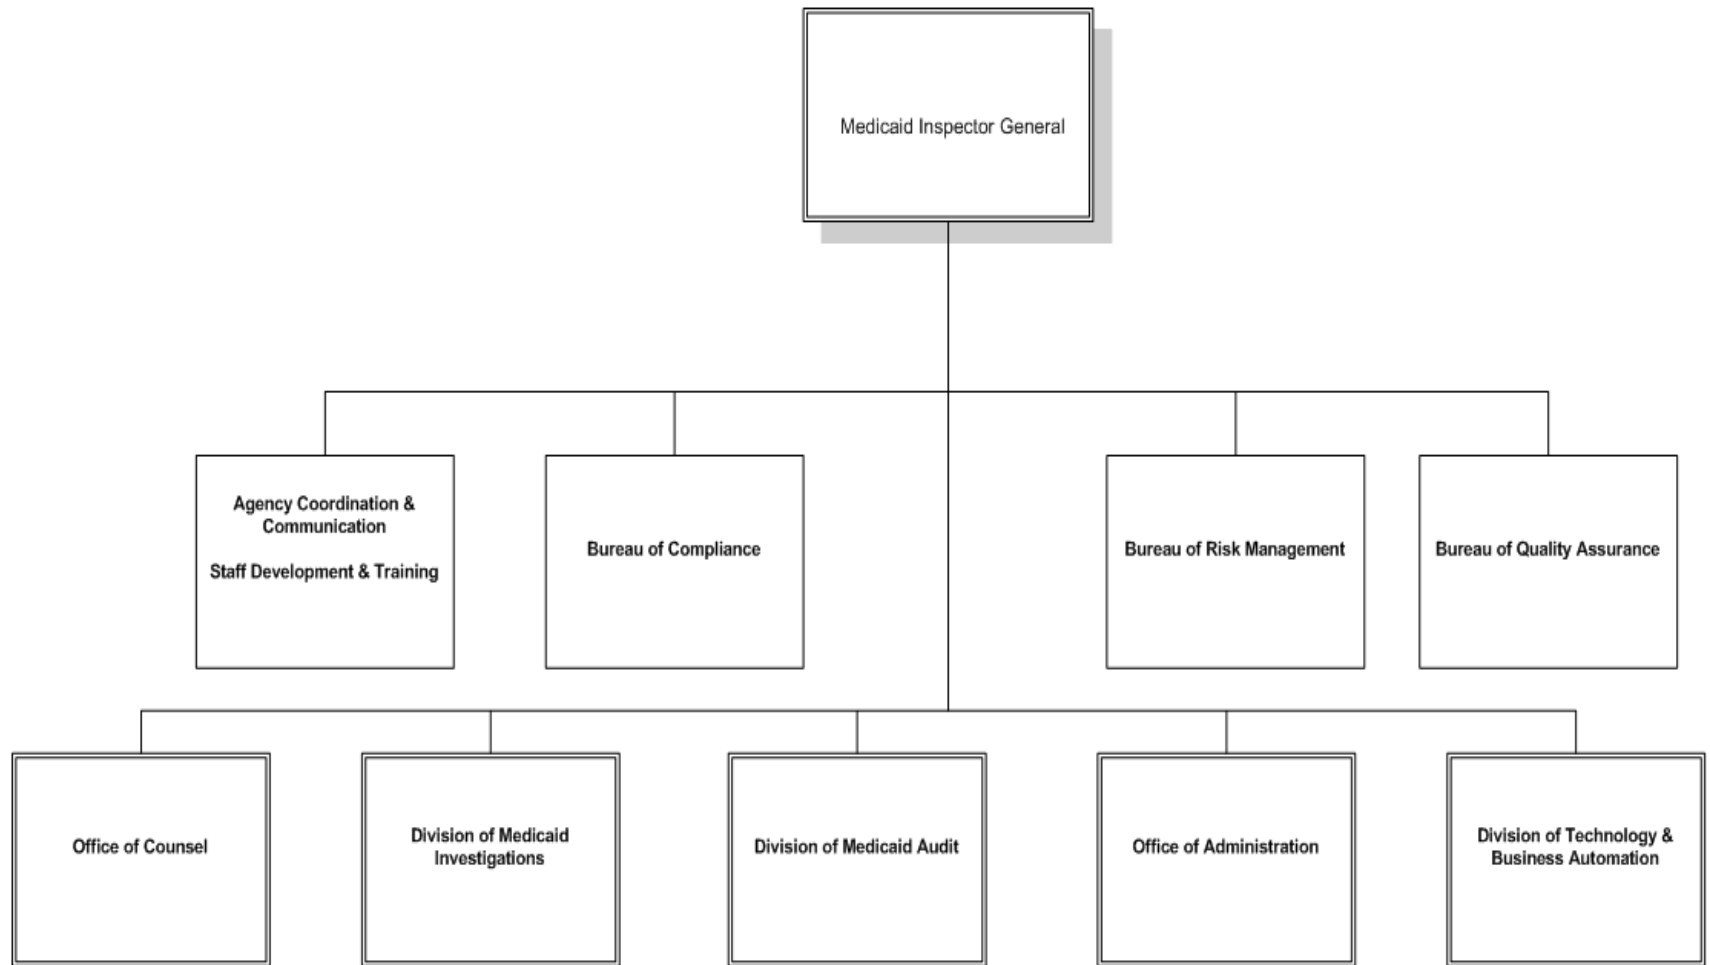 Medicaid Inspector General
Agency Coordination &
Communication
Staff Development & Training
Bureau of Compliance
Bureau of Risk Management
Bureau of Quality Assurance
Office of Counsel
Division of Medicaid
Investigations
Division of Medicaid Audit
Office of Administration
Division of Technology &
Business Automation